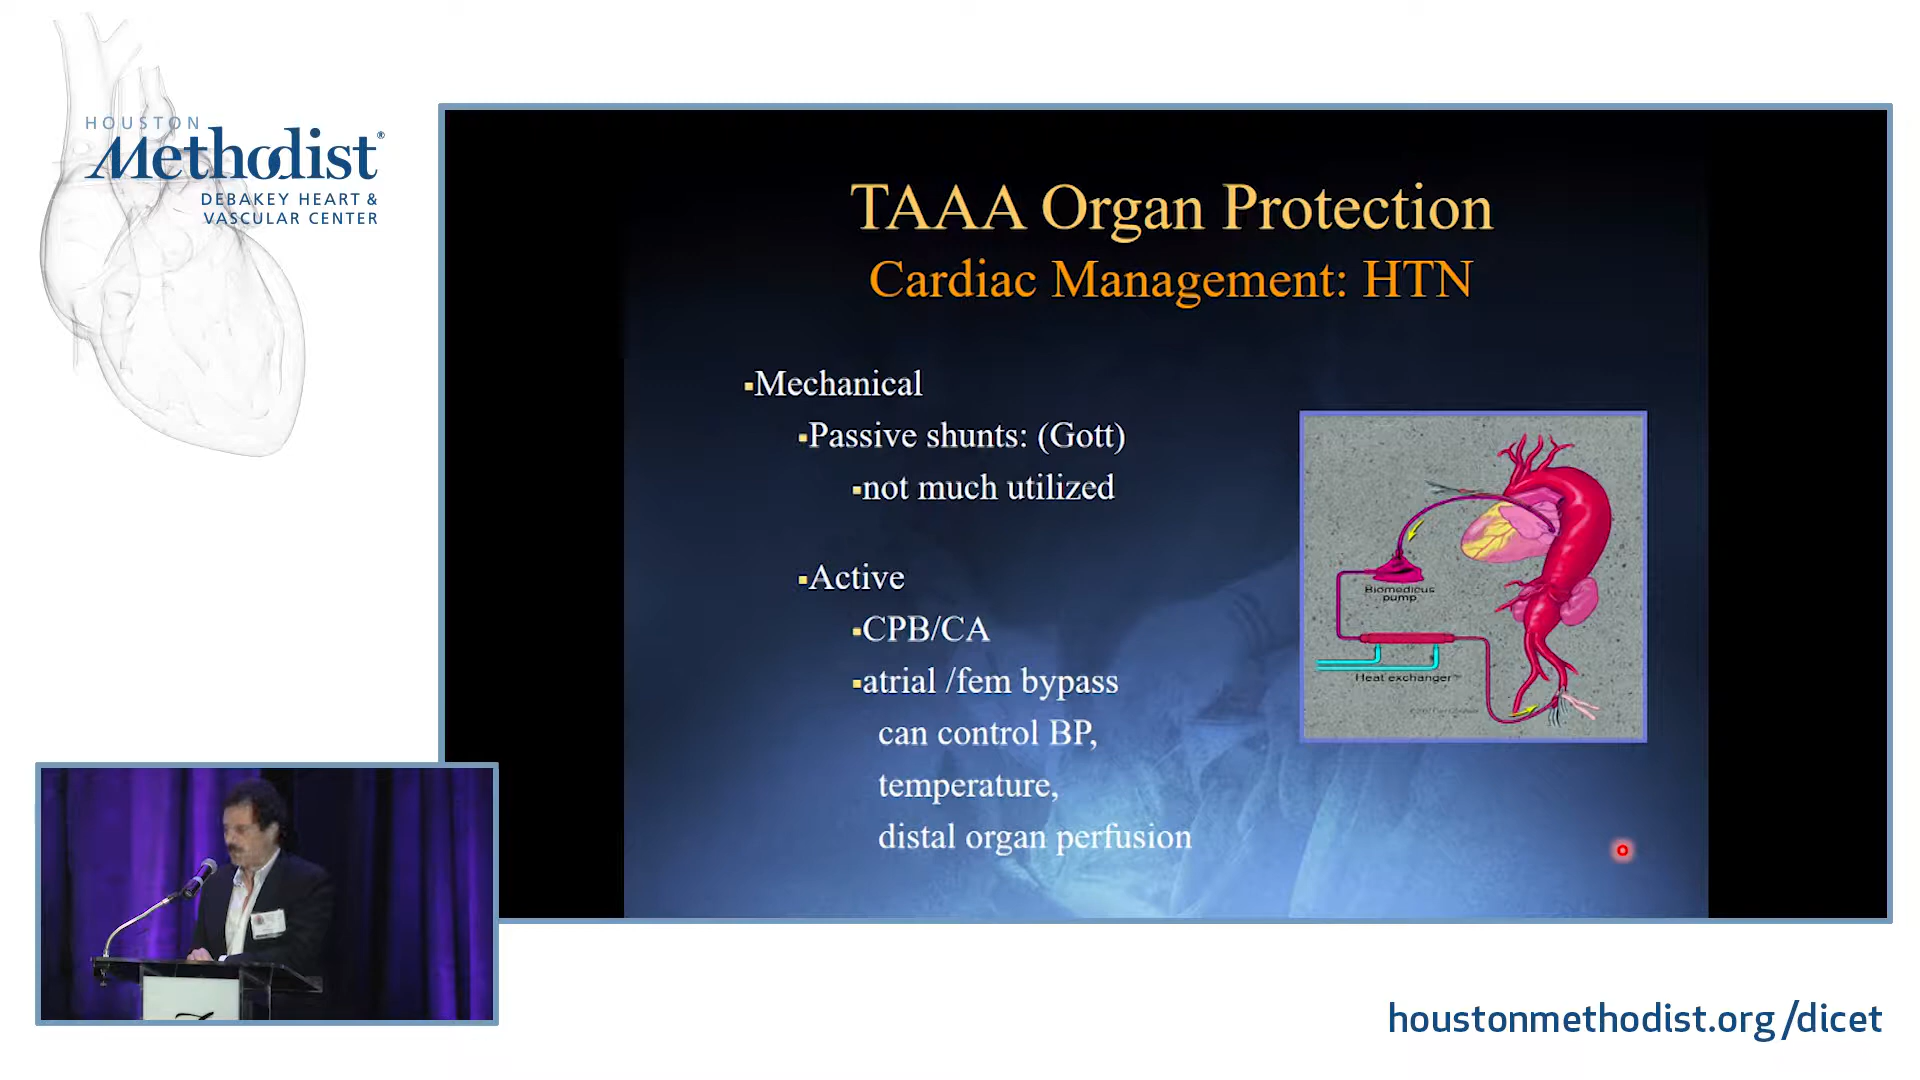 HOUSTON
Methodist®
DEBAKEY HEART &
VASCULAR CENTER
TAAA Organ Protection
Cardiac Management: HTN
▪Mechanical
▪Passive shunts: (Gott)
▪not much utilized
▪Active
▪CPB/CA
▪atrial /fem bypass
can control BP,
temperature,
distal organ perfusion
Biomedicus
pump
Heat exchanger
houstonmethodist.org/dicet